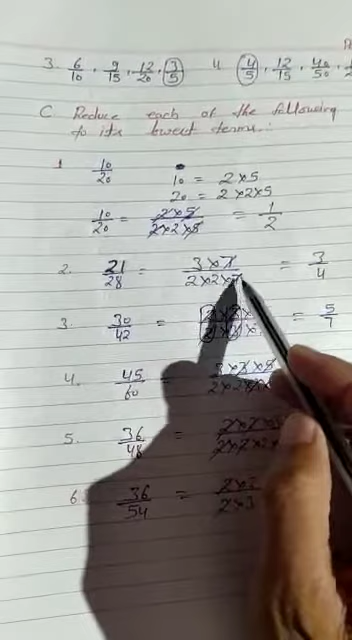 3. 6/10, 9/15, 12/20, 3/5 4. 4/5, 12/15, 40/50,
C Reduce each of the following
to its lowest terms:
1 10/20 10 = 2×5
20 = 2×2×5
10/20 = 2×5/2×2×5 = 1/2
2. 21/28 = 3×7/2×2×7 = 3/4
3. 30/42 = = 5/7
4. 45/60 =
5. 36/48 =
6. 36/54 =